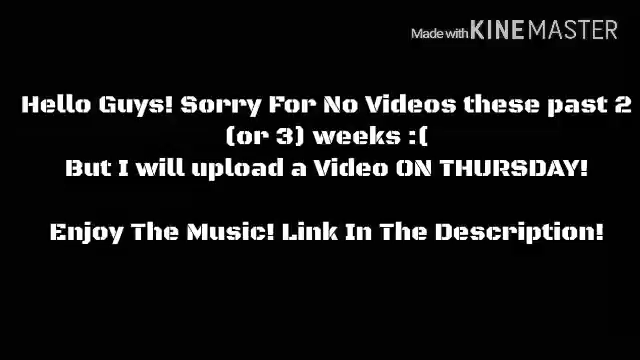 Made with KINEMASTER
Hello Guys! Sorry For No Videos these past 2
(or 3) weeks :(
But I will upload a Video ON THURSDAY!
Enjoy The Music! Link In The Description!